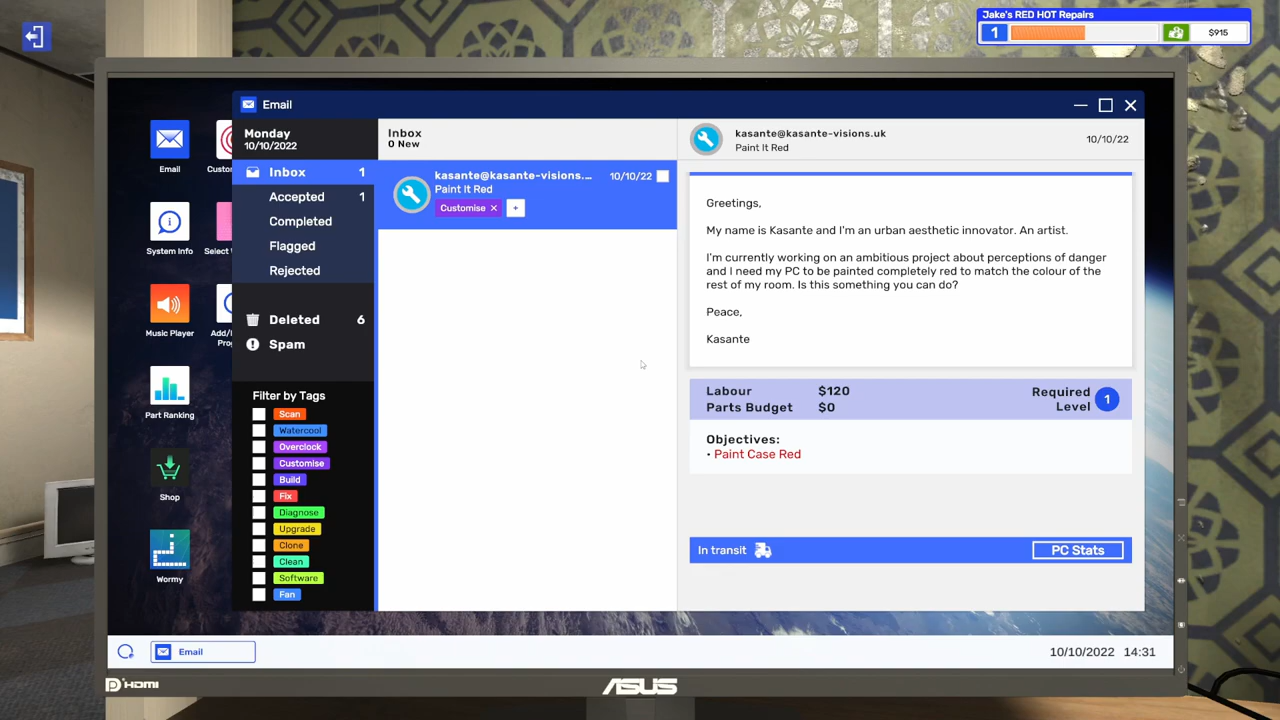 Jake's RED HOT Repairs
1
$915
Email
Monday
10/10/2022
Inbox 1
Accepted 1
Completed
Flagged
Rejected
Deleted 6
Spam
Filter by Tags
Scan
Watercool
Overclock
Customise
Build
Fix
Diagnose
Upgrade
Clone
Clean
Software
Fan
Inbox
0 New
kasante@kasante-visions.... 10/10/22
Paint It Red
Customise ×
+
kasante@kasante-visions.uk
Paint It Red
10/10/22
Greetings,
My name is Kasante and I'm an urban aesthetic innovator. An artist.
I'm currently working on an ambitious project about perceptions of danger
and I need my PC to be painted completely red to match the colour of the
rest of my room. Is this something you can do?
Peace,
Kasante
Labour $120
Parts Budget $0
Required
Level 1
Objectives:
• Paint Case Red
In transit
PC Stats
Email
System Info
Music Player
Part Ranking
Shop
Wormy
Email
10/10/2022 14:31
HDMI
ASUS